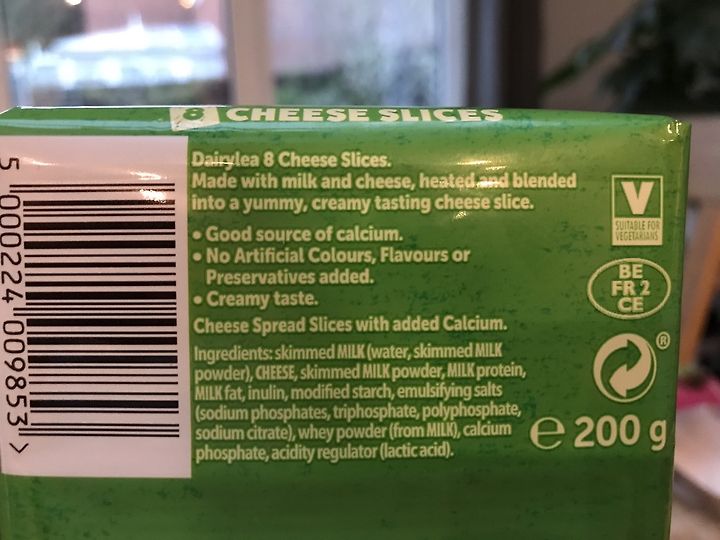 8 CHEESE SLICES
Dairylea 8 Cheese Slices.
Made with milk and cheese, heated and blended
into a yummy, creamy tasting cheese slice.
• Good source of calcium.
• No Artificial Colours, Flavours or
Preservatives added.
• Creamy taste.
Cheese Spread Slices with added Calcium.
Ingredients: skimmed MILK (water, skimmed MILK
powder), CHEESE, skimmed MILK powder, MILK protein,
MILK fat, inulin, modified starch, emulsifying salts
(sodium phosphates, triphosphate, polyphosphate,
sodium citrate), whey powder (from MILK), calcium
phosphate, acidity regulator (lactic acid).
V
SUITABLE FOR
VEGETARIANS
BE
FR 2
CE
®
e 200 g
5 000224 009853 >